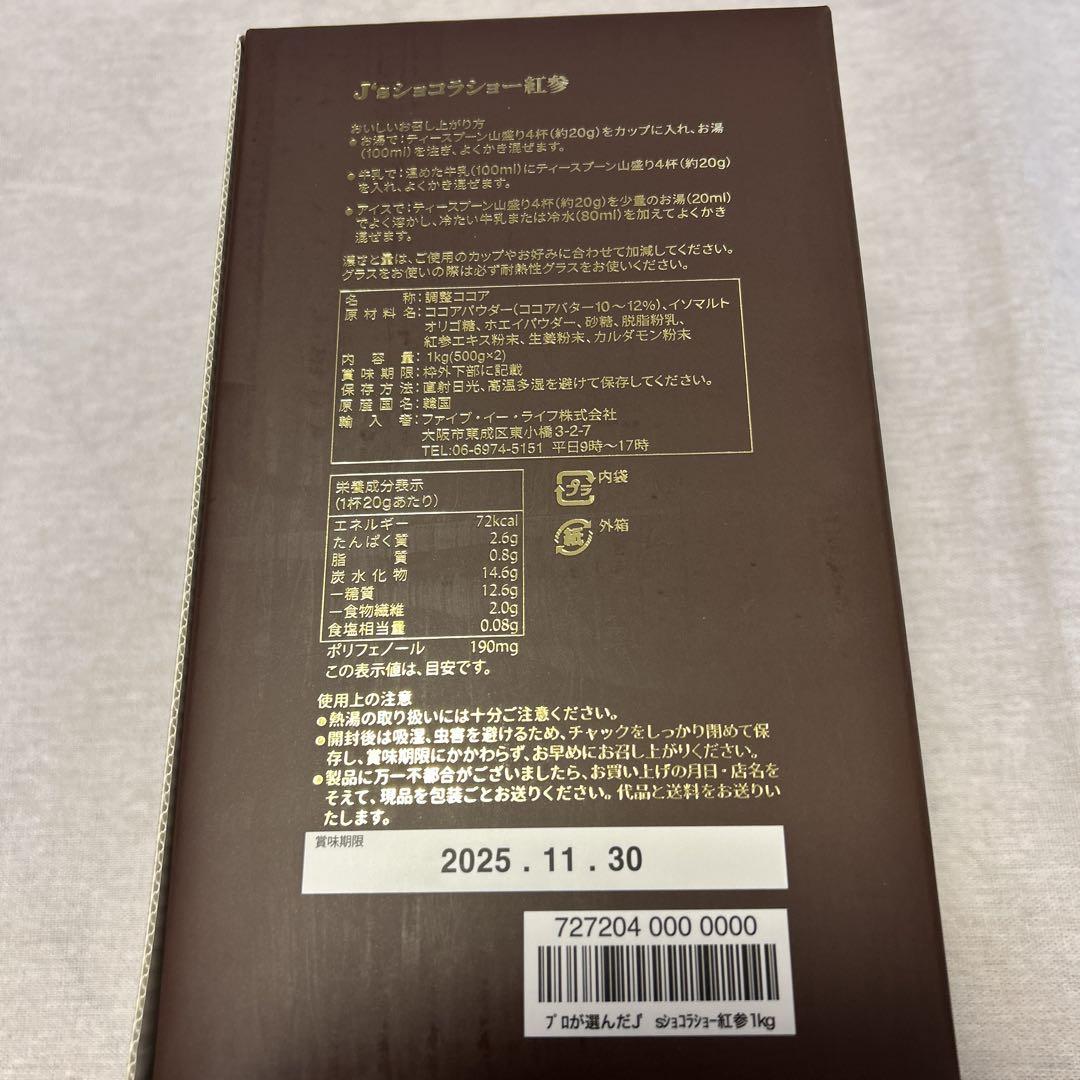 J'sショコラショー紅参
おいしいお召し上がり方
●お湯で：ティースプーン山盛り4杯(約20g)をカップに入れ、お湯
(100ml)を注ぎ、よくかき混ぜます。
●牛乳で：温めた牛乳(100ml)にティースプーン山盛り4杯(約20g)
を入れ、よくかき混ぜます。
●アイスで：ティースプーン山盛り4杯(約20g)を少量のお湯(20ml)
でよく溶かし、冷たい牛乳または冷水(80ml)を加えてよくかき
混ぜます。
濃さと量は、ご使用のカップやお好みに合わせて加減してください。
グラスをお使いの際は必ず耐熱性グラスをお使いください。
名称：調整ココア
原材料名：ココアパウダー(ココアバター10～12%)、イソマルト
オリゴ糖、ホエイパウダー、砂糖、脱脂粉乳、
紅参エキス粉末、生姜粉末、カルダモン粉末
内容量：1kg(500g×2)
賞味期限：枠外下部に記載
保存方法：直射日光、高温多湿を避けて保存してください。
原産国名：韓国
輸入者：ファイブ・イー・ライフ株式会社
大阪市東成区東小橋3-2-7
TEL:06-6974-5151 平日9時～17時
栄養成分表示
(1杯20gあたり)
エネルギー 72kcal
たんぱく質 2.6g
脂質 0.8g
炭水化物 14.6g
ー糖質 12.6g
ー食物繊維 2.0g
食塩相当量 0.08g
ポリフェノール 190mg
この表示値は、目安です。
プラ 内袋
紙 外箱
使用上の注意
●熱湯の取り扱いには十分ご注意ください。
●開封後は吸湿、虫害を避けるため、チャックをしっかり閉めて保
存し、賞味期限にかかわらず、お早めにお召し上がりください。
●製品に万一不都合がございましたら、お買い上げの月日・店名を
そえて、現品を包装ごとお送りください。代品と送料をお送りい
たします。
賞味期限
2025 . 11 . 30
727204 000 0000
ﾌﾟﾛが選んだJ' sｼｮｺﾗｼｮｰ紅参1kg